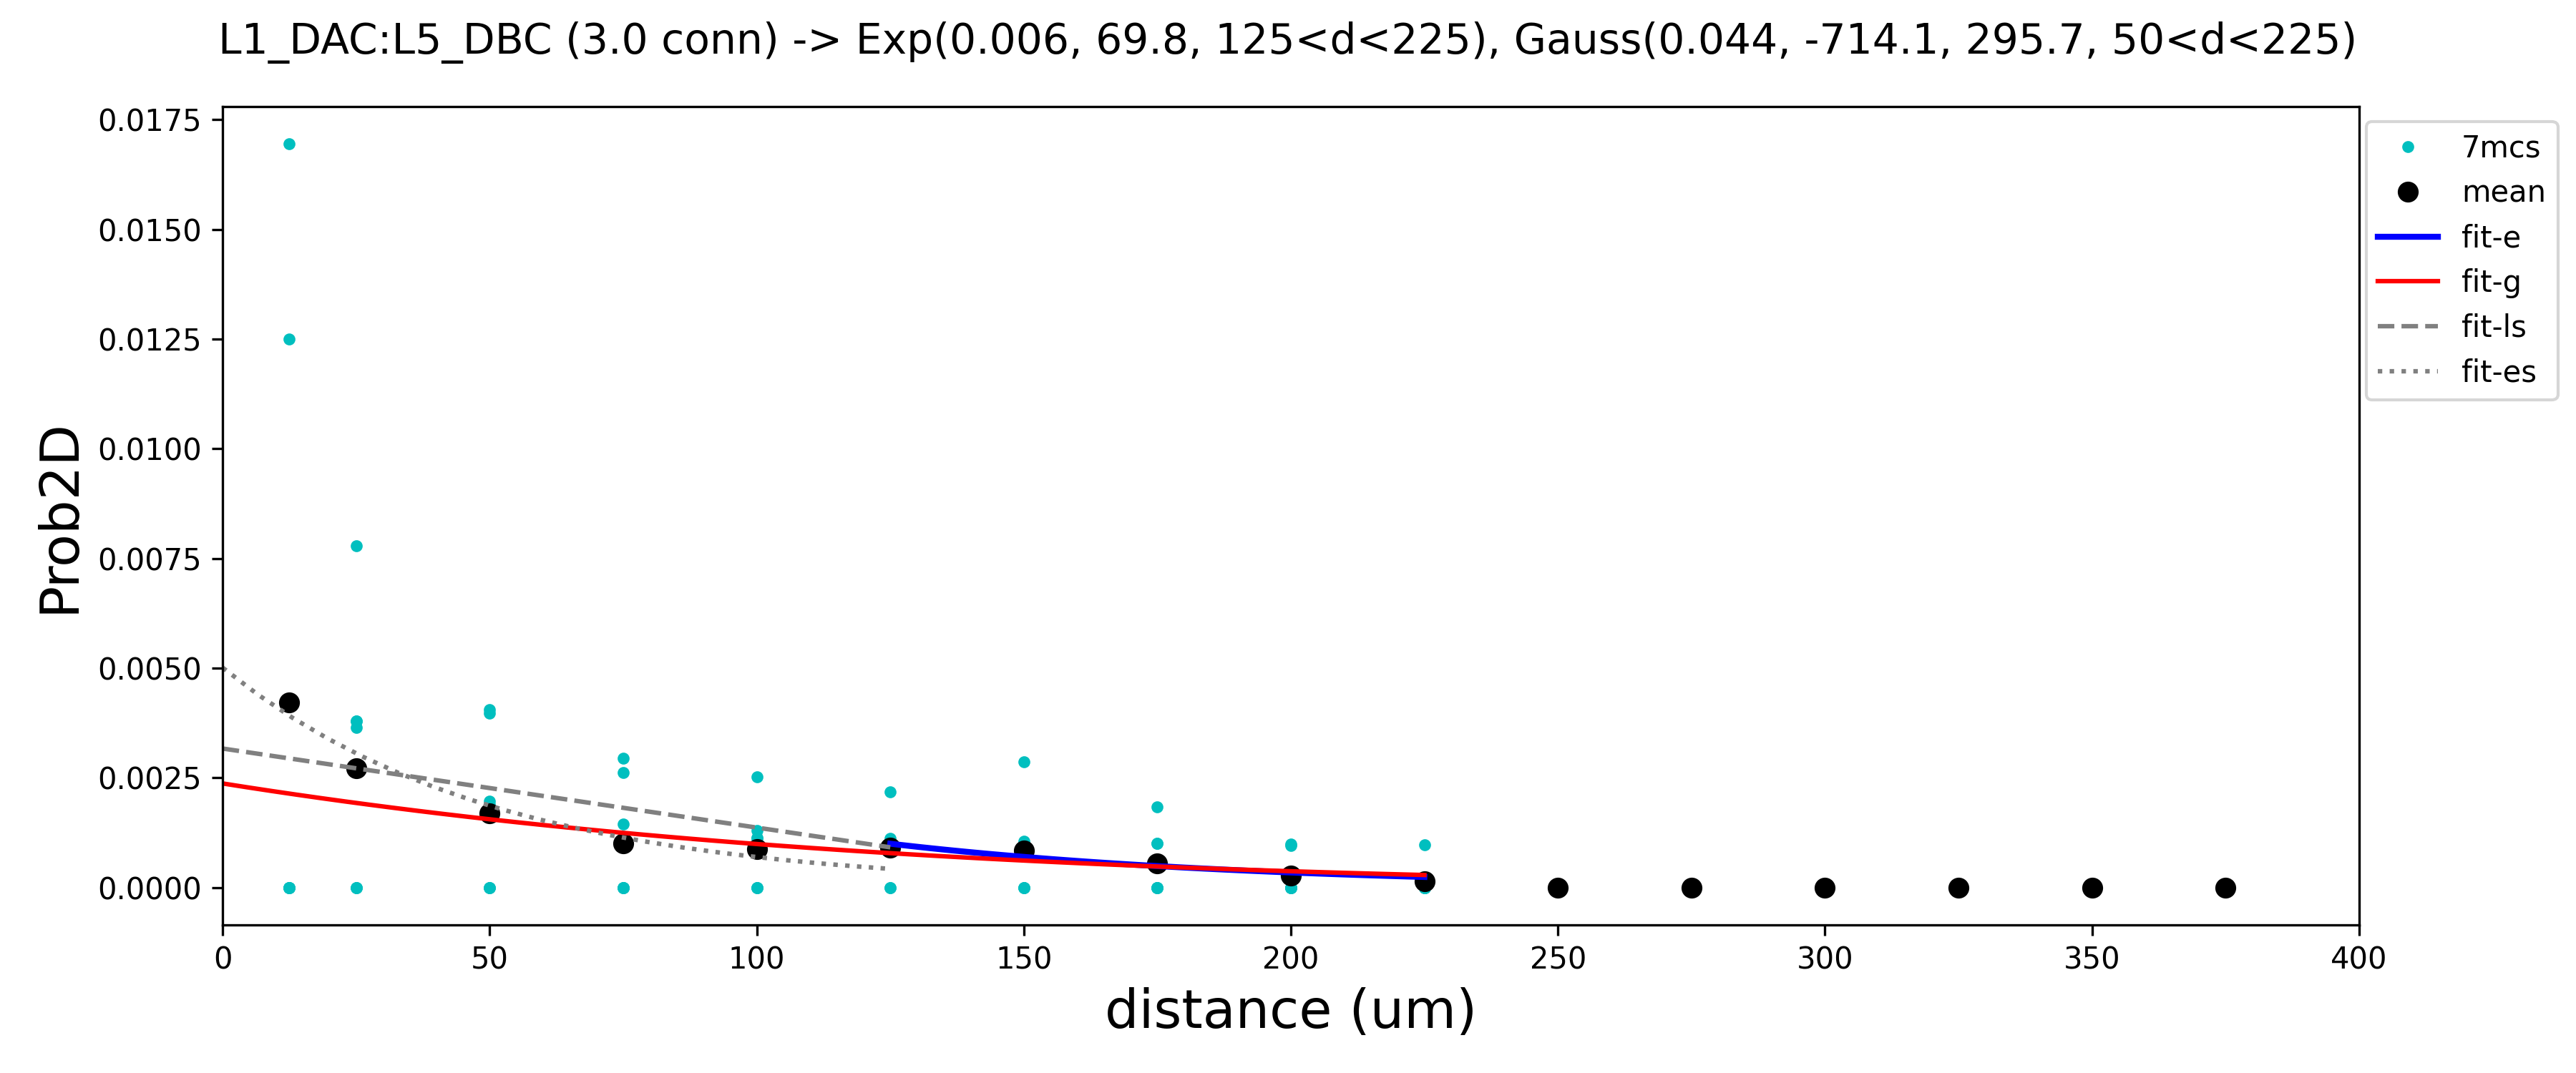 L1_DAC:L5_DBC (3.0 conn) -> Exp(0.006, 69.8, 125<d<225), Gauss(0.044, -714.1, 295.7, 50<d<225)
0.0175
0.0150
0.0125
0.0100
0.0075
0.0050
0.0025
0.0000
Prob2D
0 50 100 150 200 250 300 350 400
distance (um)
7mcs
mean
fit-e
fit-g
fit-ls
fit-es